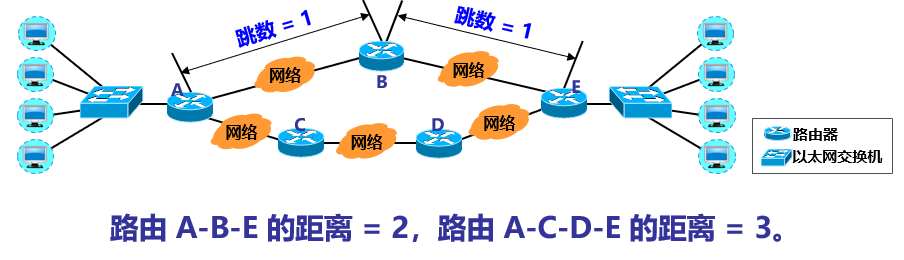 跳数 = 1
跳数 = 1
网络
网络
B
A
E
网络
C
网络
D
网络
路由器
以太网交换机
路由 A-B-E 的距离 = 2，路由 A-C-D-E 的距离 = 3。